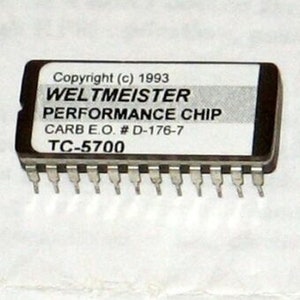 Copyright (c) 1993
WELTMEISTER
PERFORMANCE CHIP
CARB E.O. # D-176-7
TC-5700